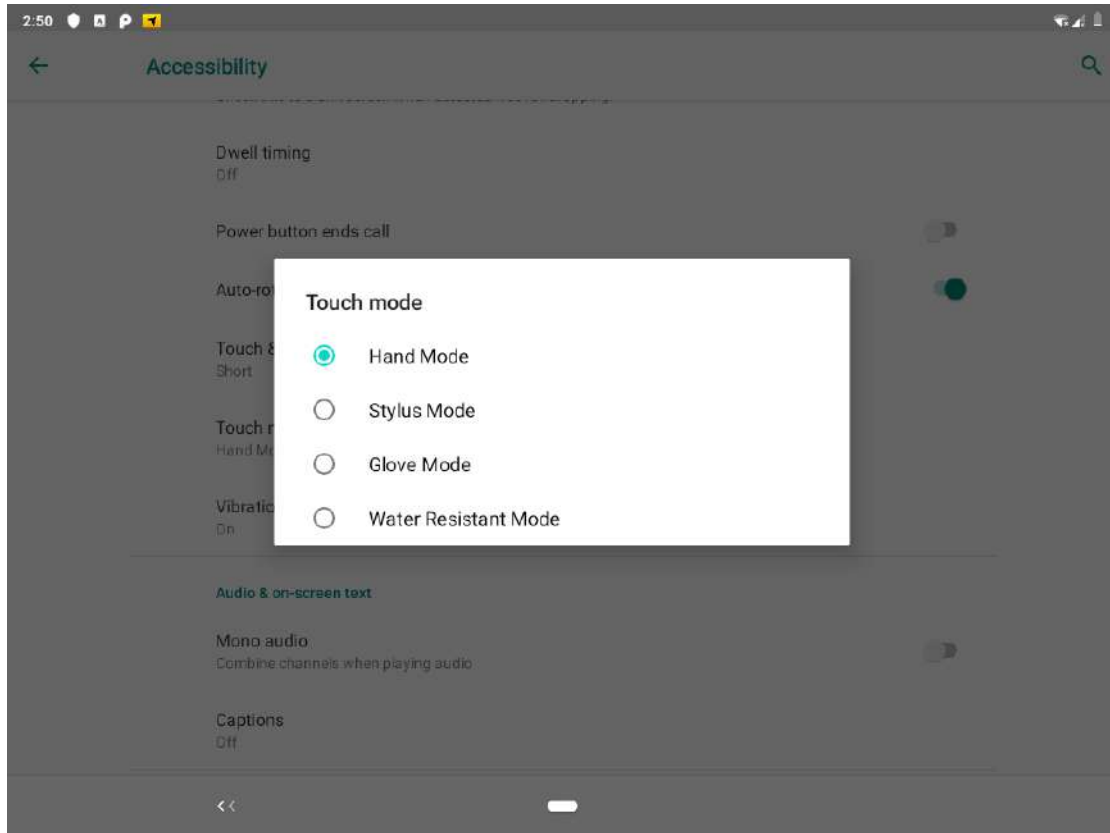 2:50
Accessibility
Dwell timing
Off
Power button ends call
Auto-rot
Touch &
Short
Touch mode
Hand Mode
Stylus Mode
Glove Mode
Water Resistant Mode
Touch
Hand
Vibratio
On
Audio & on-screen text
Mono audio
Combine channels when playing audio
Captions
Off